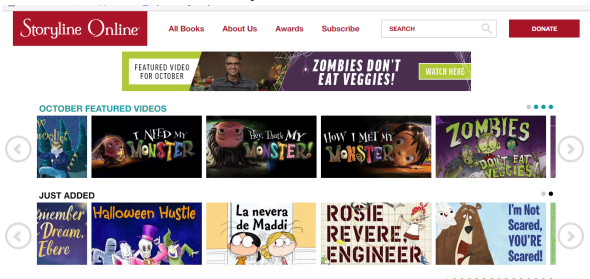 Storyline Online
All Books
About Us
Awards
Subscribe
SEARCH
DONATE
FEATURED VIDEO
FOR OCTOBER
ZOMBIES DON'T
EAT VEGGIES!
WATCH HERE
OCTOBER FEATURED VIDEOS
I NEED MY
MONSTER
Hey, That's MY
MONSTER!
HOW I MET MY
MONSTER
ZOMBIES
DON'T EAT
VEGGIES!
JUST ADDED
Dream,
Ebere
Halloween Hustle
La nevera
de Maddi
ROSIE
REVERE,
ENGINEER
I'm Not
Scared,
YOU'RE
Scared!